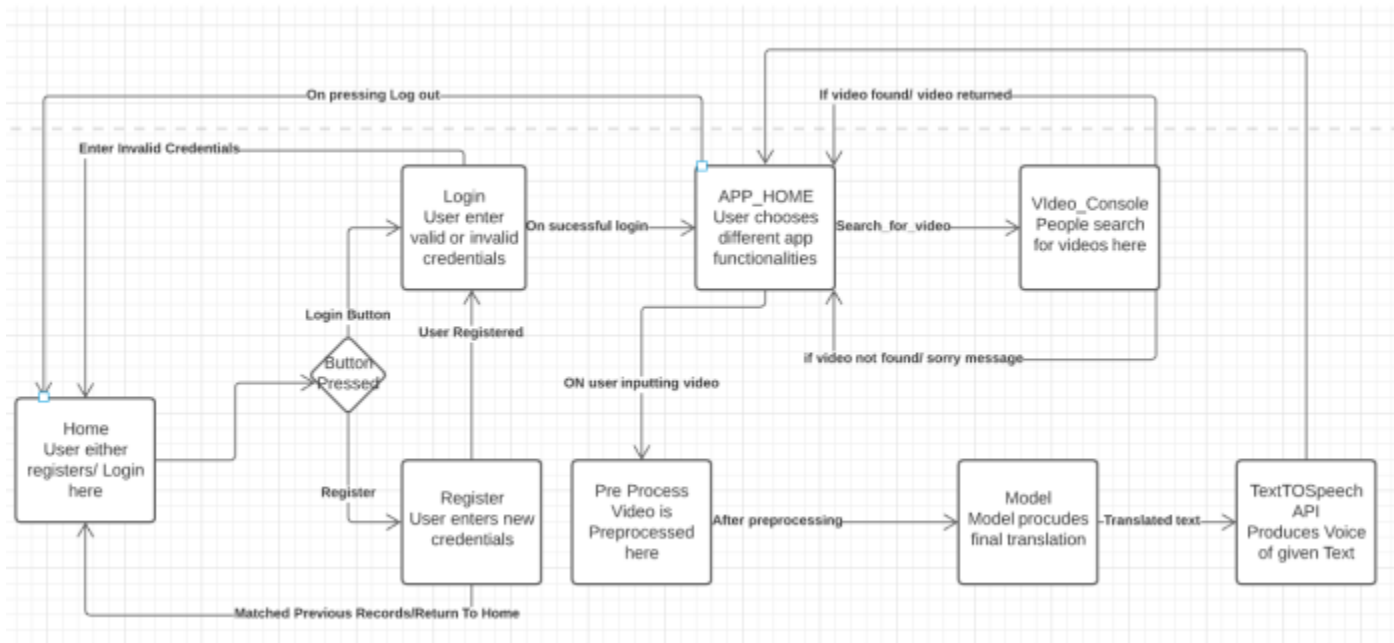 On pressing Log out
If video found/ video returned
Enter Invalid Credentials
Login
User enter
valid or invalid
credentials
On sucessful login
APP_HOME
User chooses
different app
functionalities
Search_for_video
VIdeo_Console
People search
for videos here
Login Button
User Registered
Button
Pressed
if video not found/ sorry message
ON user inputting video
Home
User either
registers/ Login
here
Register
Register
User enters new
credentials
Pre Process
Video is
Preprocessed
here
After preprocessing
Model
Model procudes
final translation
Translated text
TextTOSpeech
API
Produces Voice
of given Text
Matched Previous Records/Return To Home